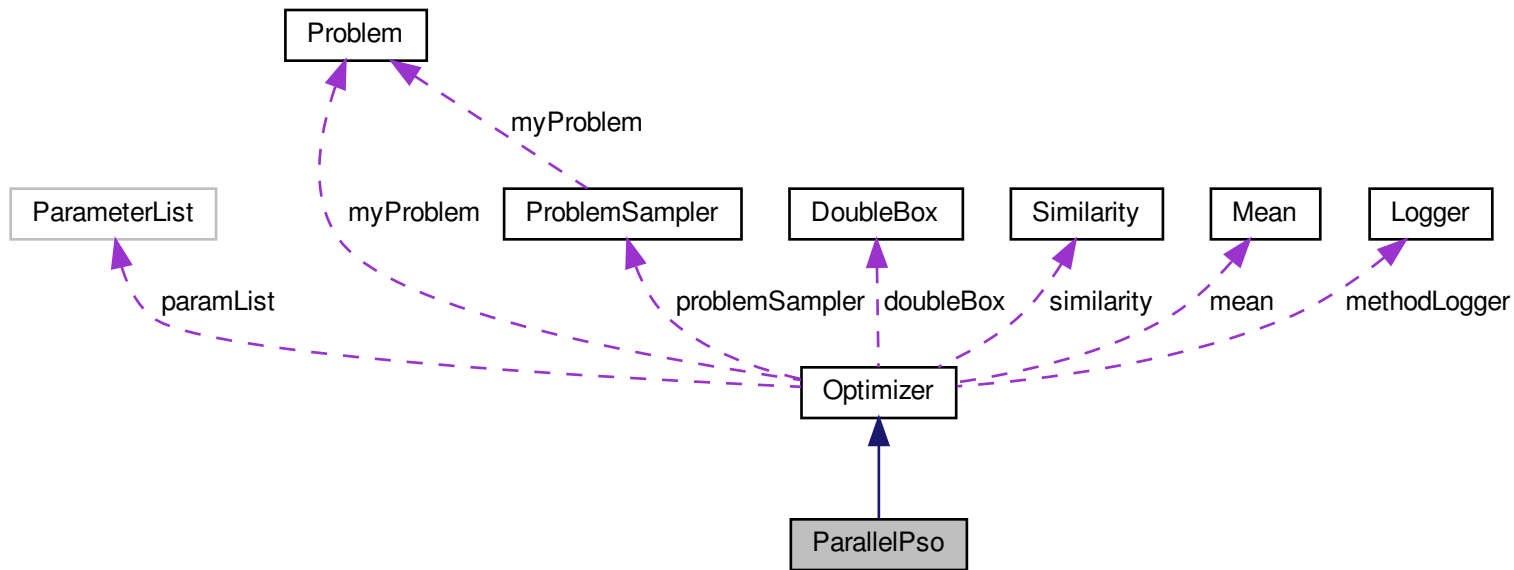 Problem
myProblem
ParameterList
myProblem
ProblemSampler
DoubleBox
Similarity
Mean
Logger
paramList
problemSampler
doubleBox
similarity
mean
methodLogger
Optimizer
ParallelPso